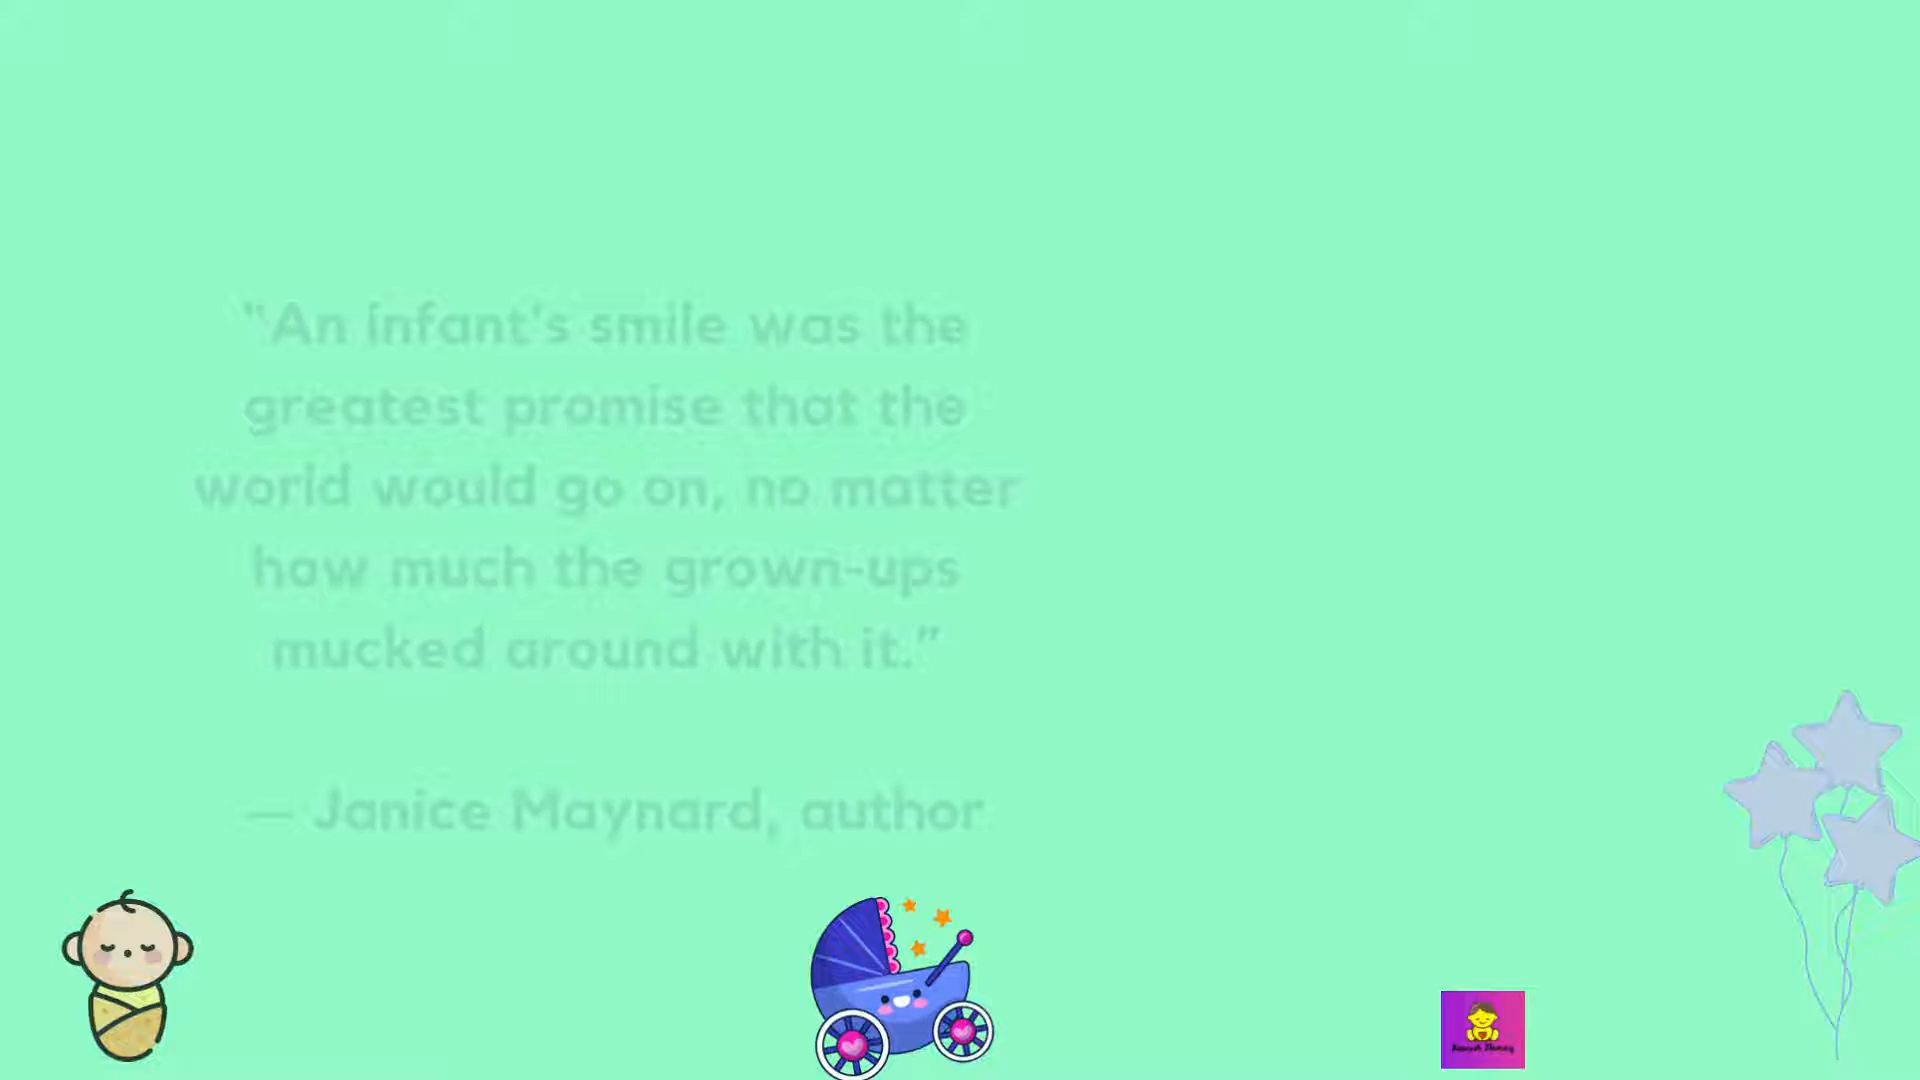 "An infant's smile was the
greatest promise that the
world would go on, no matter
how much the grown-ups
mucked around with it."
— Janice Maynard, author